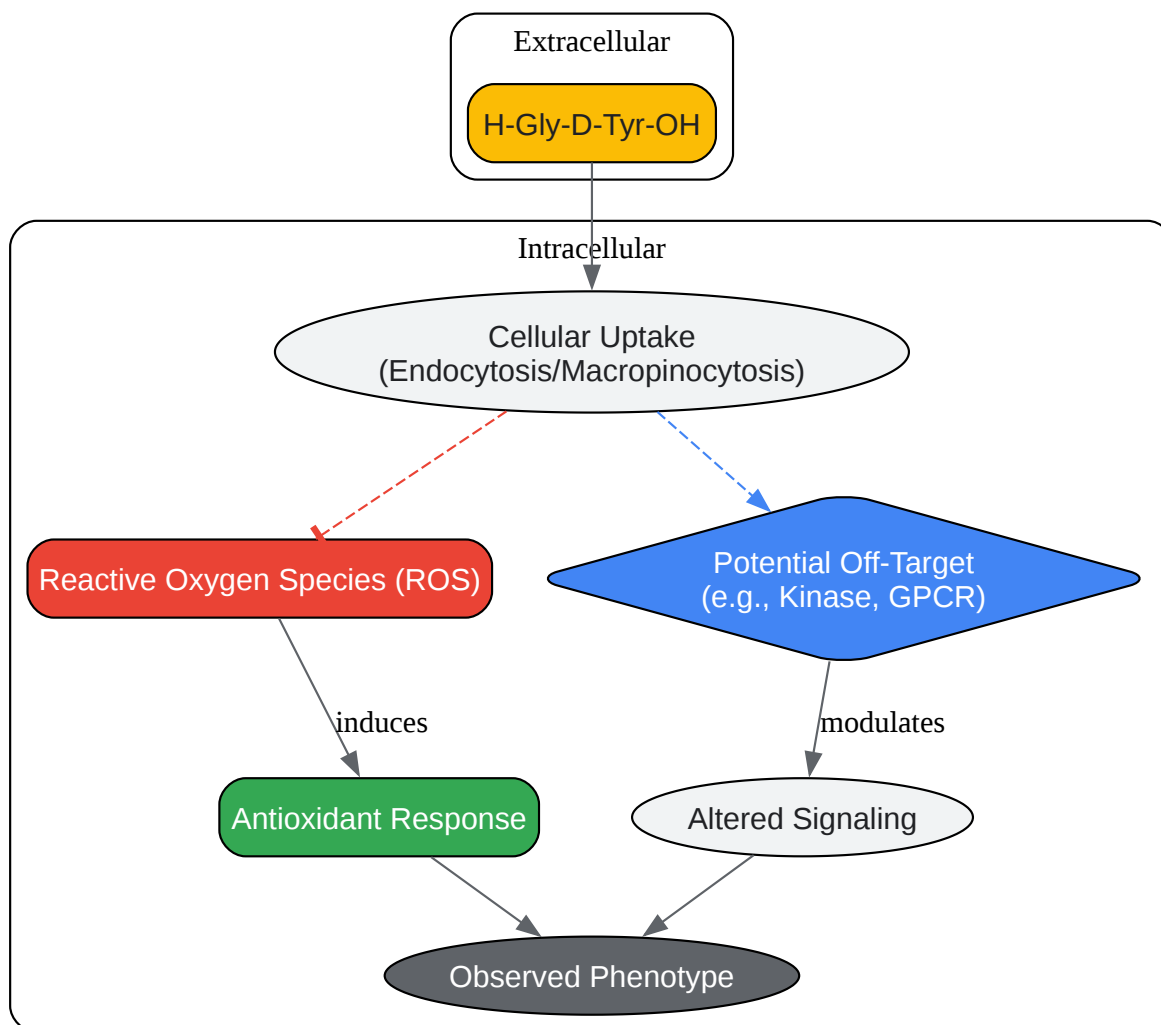 Extracellular
H-Gly-D-Tyr-OH
Intracellular
Cellular Uptake
(Endocytosis/Macropinocytosis)
Reactive Oxygen Species (ROS)
Potential Off-Target
(e.g., Kinase, GPCR)
induces
modulates
Antioxidant Response
Altered Signaling
Observed Phenotype